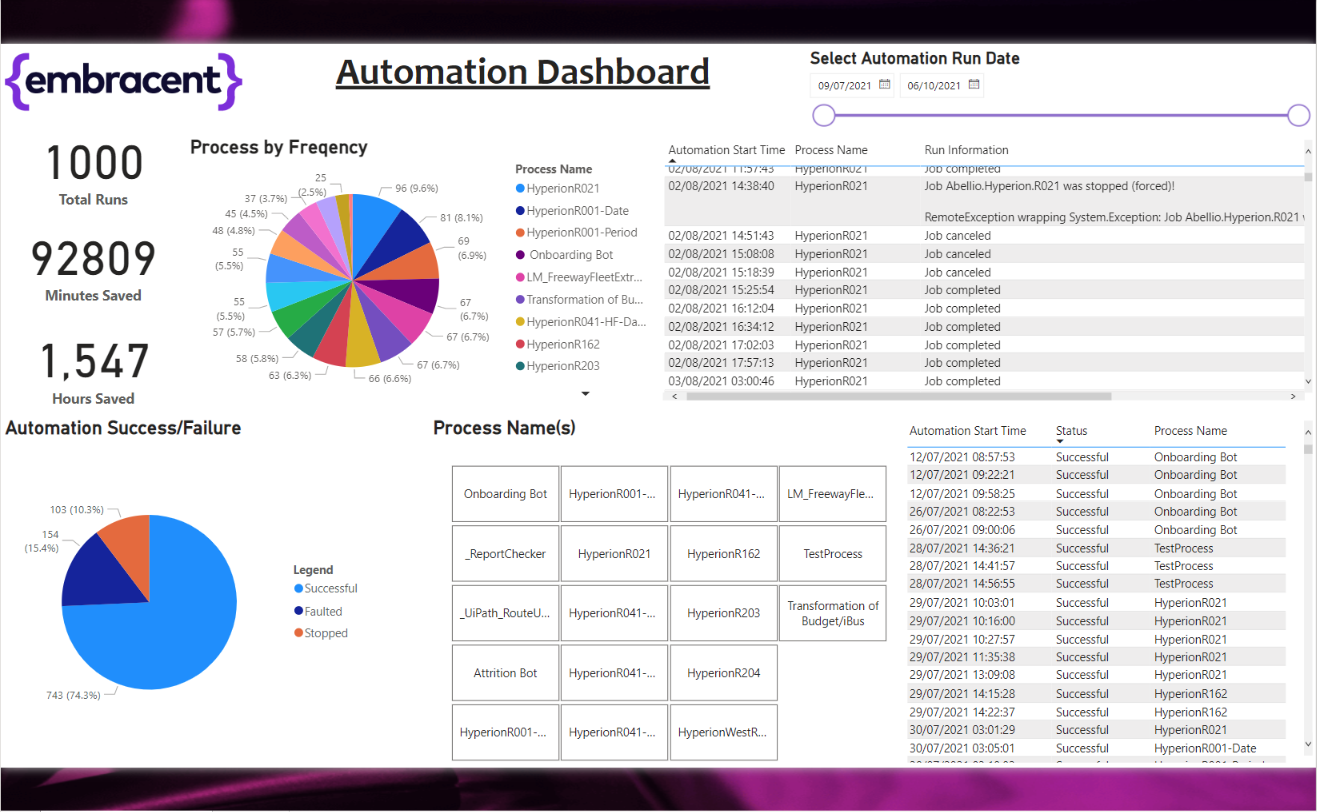 {embracent}
Automation Dashboard
Select Automation Run Date
09/07/2021 06/10/2021
1000
Total Runs
92809
Minutes Saved
1,547
Hours Saved
Process by Freqency
25
(2.5%)
37 (3.7%)
45 (4.5%)
48 (4.8%)
55
(5.5%)
55
(5.5%)
57 (5.7%)
58 (5.8%)
63 (6.3%)
66 (6.6%)
67 (6.7%)
67 (6.7%)
67
(6.7%)
69
(6.9%)
81 (8.1%)
96 (9.6%)
Process Name
HyperionR021
HyperionR001-Date
HyperionR001-Period
Onboarding Bot
LM_FreewayFleetExtr...
Transformation of Bu...
HyperionR041-HF-Da...
HyperionR162
HyperionR203
Automation Start Time Process Name Run Information
02/08/2021 11:57:43 HyperionR021 Job completed
02/08/2021 14:38:40 HyperionR021 Job Abellio.Hyperion.R021 was stopped (forced)!
RemoteException wrapping System.Exception: Job Abellio.Hyperion.R021
02/08/2021 14:51:43 HyperionR021 Job canceled
02/08/2021 15:08:08 HyperionR021 Job canceled
02/08/2021 15:18:39 HyperionR021 Job canceled
02/08/2021 15:25:54 HyperionR021 Job completed
02/08/2021 16:12:04 HyperionR021 Job completed
02/08/2021 16:34:12 HyperionR021 Job completed
02/08/2021 17:02:03 HyperionR021 Job completed
02/08/2021 17:57:13 HyperionR021 Job completed
03/08/2021 03:00:46 HyperionR021 Job completed
Automation Success/Failure
103 (10.3%)
154
(15.4%)
743 (74.3%)
Legend
Successful
Faulted
Stopped
Process Name(s)
Onboarding Bot HyperionR001-... HyperionR041-... LM_FreewayFle...
_ReportChecker HyperionR021 HyperionR162 TestProcess
_UiPath_RouteU... HyperionR041-... HyperionR203 Transformation of
Budget/iBus
Attrition Bot HyperionR041-... HyperionR204
HyperionR001-... HyperionR041-... HyperionWestR...
Automation Start Time Status Process Name
12/07/2021 08:57:53 Successful Onboarding Bot
12/07/2021 09:22:21 Successful Onboarding Bot
12/07/2021 09:58:25 Successful Onboarding Bot
26/07/2021 08:22:53 Successful Onboarding Bot
26/07/2021 09:00:06 Successful Onboarding Bot
28/07/2021 14:36:21 Successful TestProcess
28/07/2021 14:41:57 Successful TestProcess
28/07/2021 14:56:55 Successful TestProcess
29/07/2021 10:03:01 Successful HyperionR021
29/07/2021 10:16:00 Successful HyperionR021
29/07/2021 10:27:57 Successful HyperionR021
29/07/2021 11:35:38 Successful HyperionR021
29/07/2021 13:09:08 Successful HyperionR021
29/07/2021 14:15:28 Successful HyperionR162
29/07/2021 14:22:37 Successful HyperionR162
30/07/2021 03:01:29 Successful HyperionR021
30/07/2021 03:05:01 Successful HyperionR001-Date